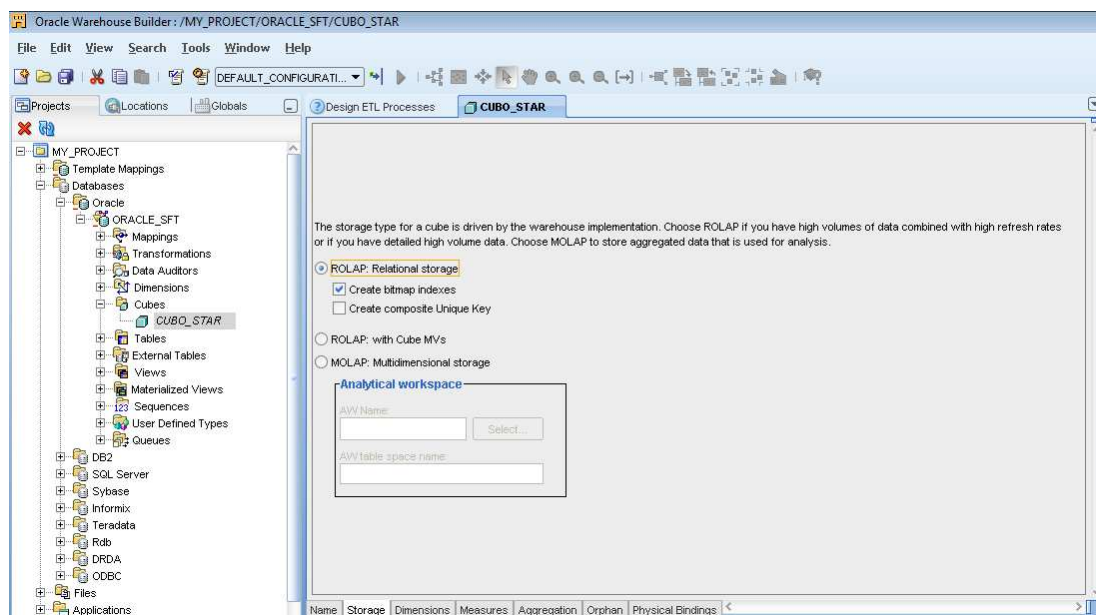 Oracle Warehouse Builder : /MY_PROJECT/ORACLE_SFT/CUBO_STAR
File Edit View Search Tools Window Help
DEFAULT_CONFIGURATI...
Projects Locations Globals
Design ETL Processes CUBO_STAR
MY_PROJECT
Template Mappings
Databases
Oracle
ORACLE_SFT
Mappings
Transformations
Data Auditors
Dimensions
Cubes
CUBO_STAR
Tables
External Tables
Views
Materialized Views
123 Sequences
User Defined Types
Queues
DB2
SQL Server
Sybase
Informix
Teradata
Rdb
DRDA
ODBC
Files
Applications
The storage type for a cube is driven by the warehouse implementation. Choose ROLAP if you have high volumes of data combined with high refresh rates
or if you have detailed high volume data. Choose MOLAP to store aggregated data that is used for analysis.
ROLAP: Relational storage
Create bitmap indexes
Create composite Unique Key
ROLAP: with Cube MVs
MOLAP: Multidimensional storage
Analytical workspace
AW Name:
Select...
AW table space name:
Name Storage Dimensions Measures Aggregation Orphan Physical Bindings